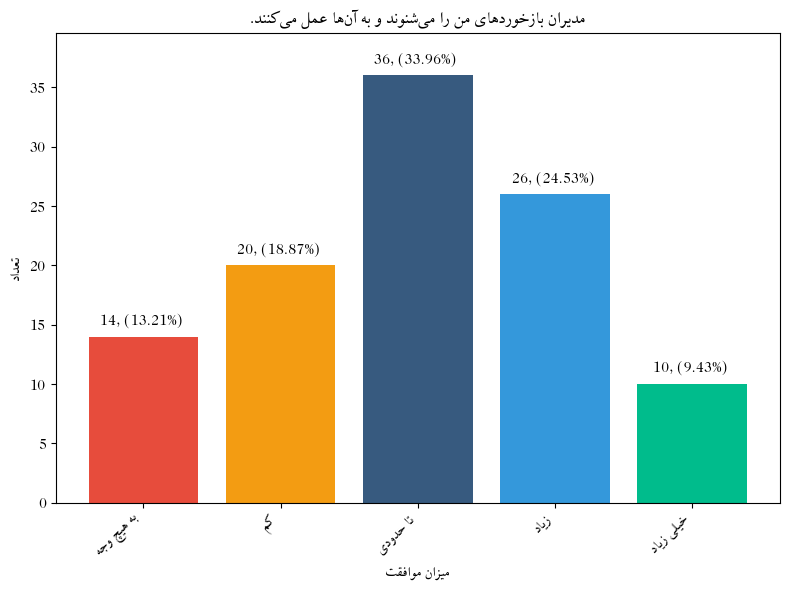 مدیران بازخوردهای من را می‌شنوند و به آن‌ها عمل می‌کنند.
36, (33.96%)
26, (24.53%)
20, (18.87%)
14, (13.21%)
10, (9.43%)
تعداد
35
30
25
20
15
10
5
0
به هیچ وجه
کم
تا حدودی
زیاد
خیلی زیاد
میزان موافقت